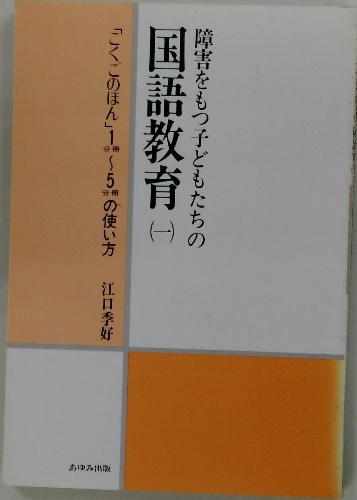 障害をもつ子どもたちの
国語教育(一)
「こくごのほん」1分冊〜5分冊の使い方
江口季好
あゆみ出版